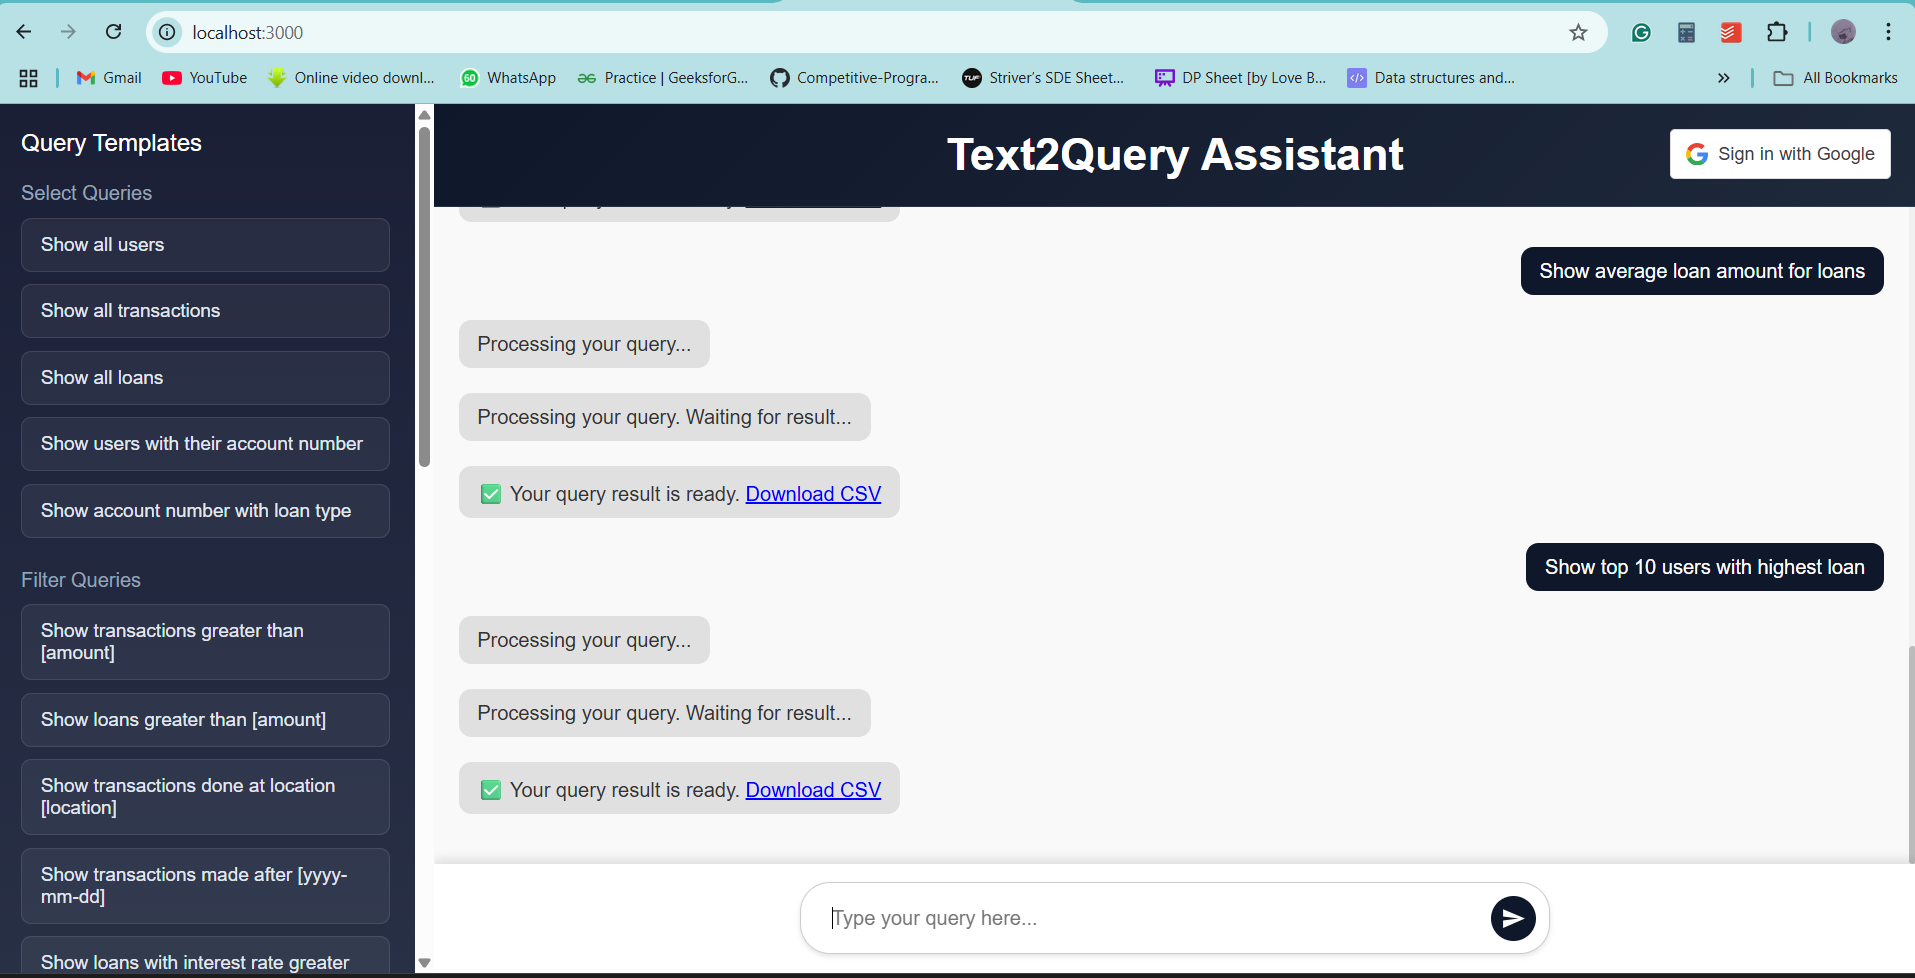 localhost:3000
Gmail
YouTube
Online video downl...
60
WhatsApp
Practice | GeeksforG...
Competitive-Progra...
TUF
Striver's SDE Sheet...
DP Sheet [by Love B...
</>
Data structures and...
»
All Bookmarks
Query Templates
Select Queries
Show all users
Show all transactions
Show all loans
Show users with their account number
Show account number with loan type
Filter Queries
Show transactions greater than
[amount]
Show loans greater than [amount]
Show transactions done at location
[location]
Show transactions made after [yyyy-
mm-dd]
Show loans with interest rate greater
Text2Query Assistant
Sign in with Google
Show average loan amount for loans
Processing your query...
Processing your query. Waiting for result...
✅ Your query result is ready. Download CSV
Show top 10 users with highest loan
Processing your query...
Processing your query. Waiting for result...
✅ Your query result is ready. Download CSV
Type your query here...